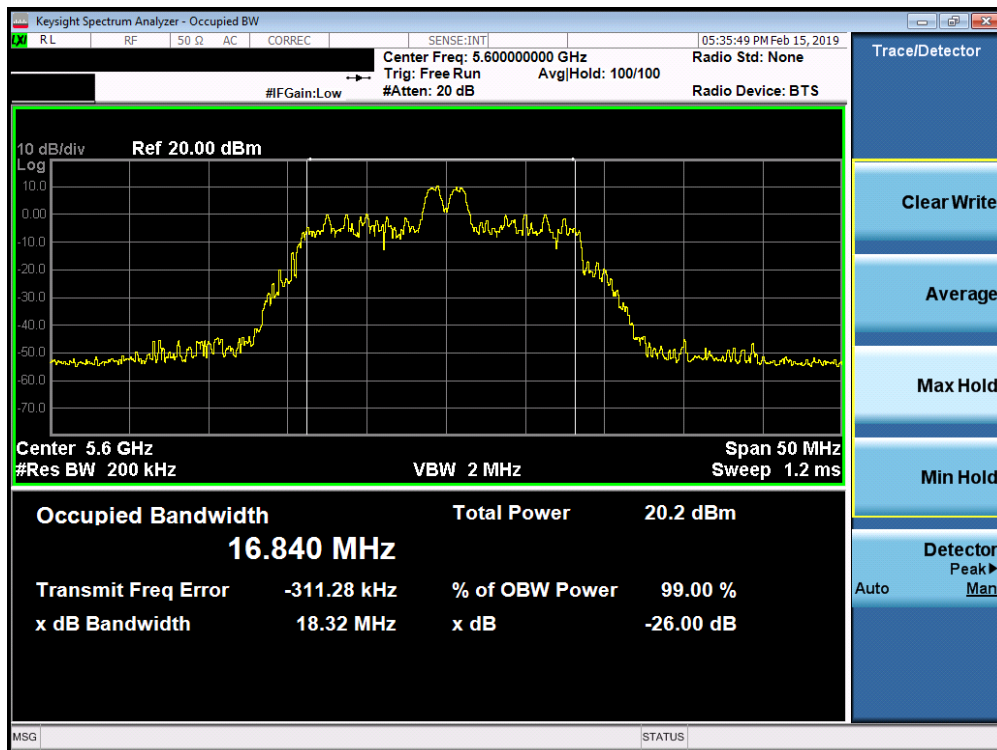 Keysight Spectrum Analyzer - Occupied BW
LXI RL RF 50 Ω AC CORREC SENSE:INT 05:35:49 PM Feb 15, 2019
Center Freq: 5.600000000 GHz Radio Std: None
Trig: Free Run Avg|Hold: 100/100
#IFGain:Low #Atten: 20 dB Radio Device: BTS
Trace/Detector
10 dB/div Ref 20.00 dBm
Log
10.0
0.00
-10.0
-20.0
-30.0
-40.0
-50.0
-60.0
-70.0
Center 5.6 GHz Span 50 MHz
#Res BW 200 kHz VBW 2 MHz Sweep 1.2 ms
Clear Write
Average
Max Hold
Min Hold
Detector
Peak▶
Auto Man
Occupied Bandwidth Total Power 20.2 dBm
16.840 MHz
Transmit Freq Error -311.28 kHz % of OBW Power 99.00 %
x dB Bandwidth 18.32 MHz x dB -26.00 dB
MSG STATUS